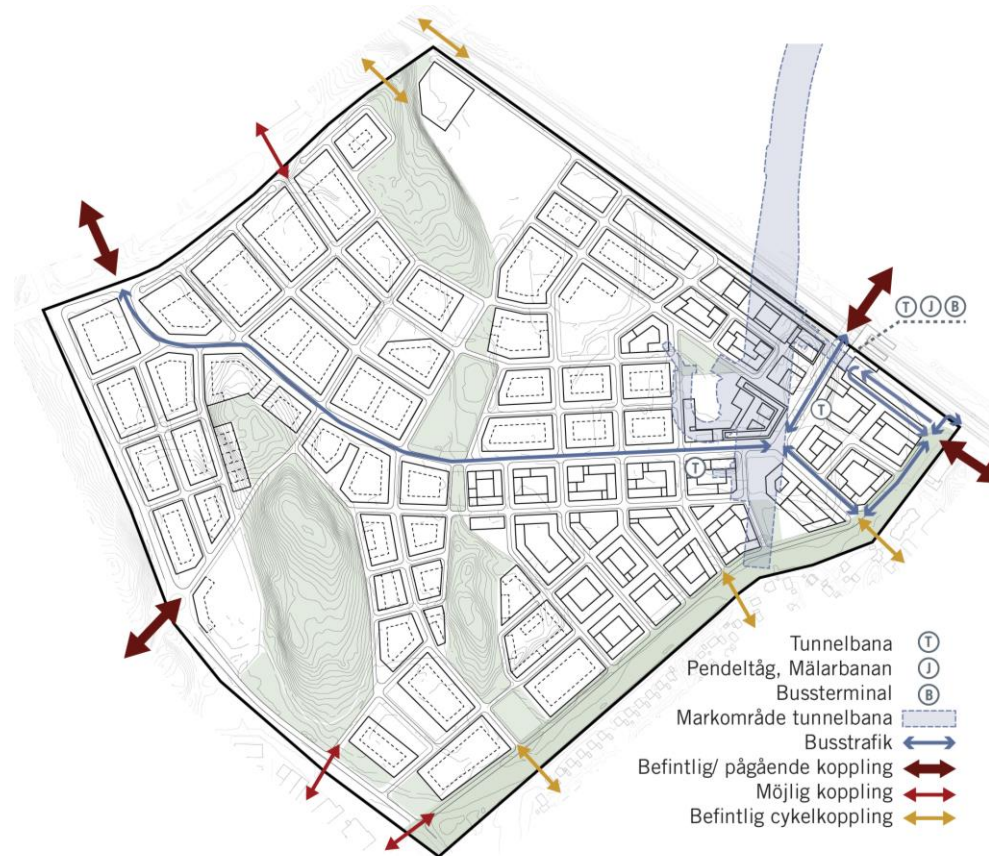 T J B
T
T
Tunnelbana T
Pendeltåg, Mälarbanan J
Bussterminal B
Markområde tunnelbana
Busstrafik
Befintlig/ pågående koppling
Möjlig koppling
Befintlig cykelkoppling